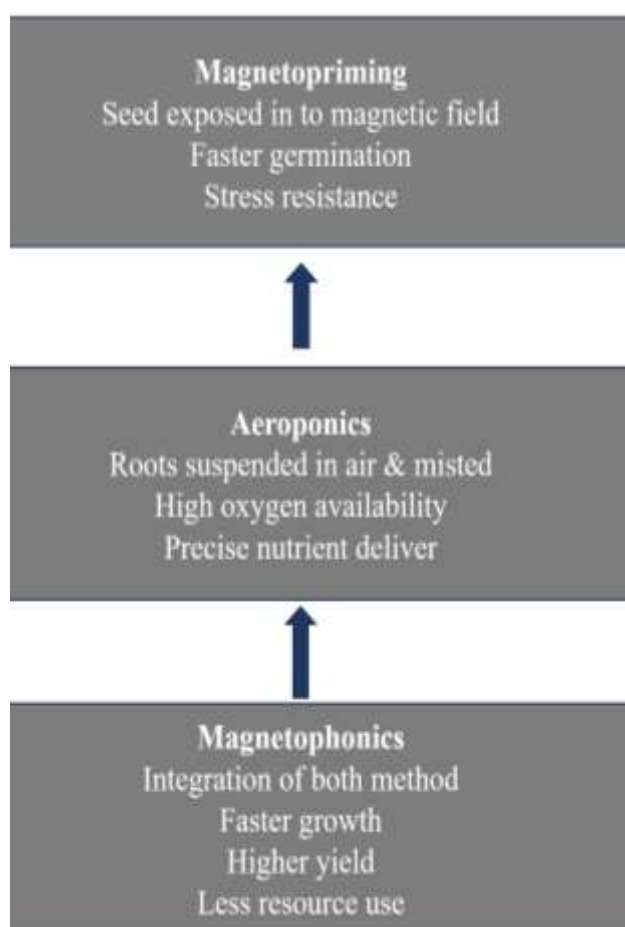 Magnetopriming
Seed exposed in to magnetic field
Faster germination
Stress resistance
Aeroponics
Roots suspended in air & misted
High oxygen availability
Precise nutrient deliver
Magnetophonics
Integration of both method
Faster growth
Higher yield
Less resource use